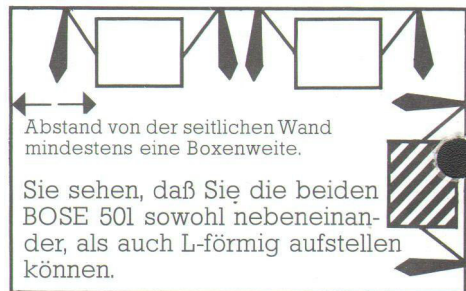 Abstand von der seitlichen Wand
mindestens eine Boxenweite.
Sie sehen, daß Sie die beiden
BOSE 501 sowohl nebeneinan-
der, als auch L-förmig aufstellen
können.